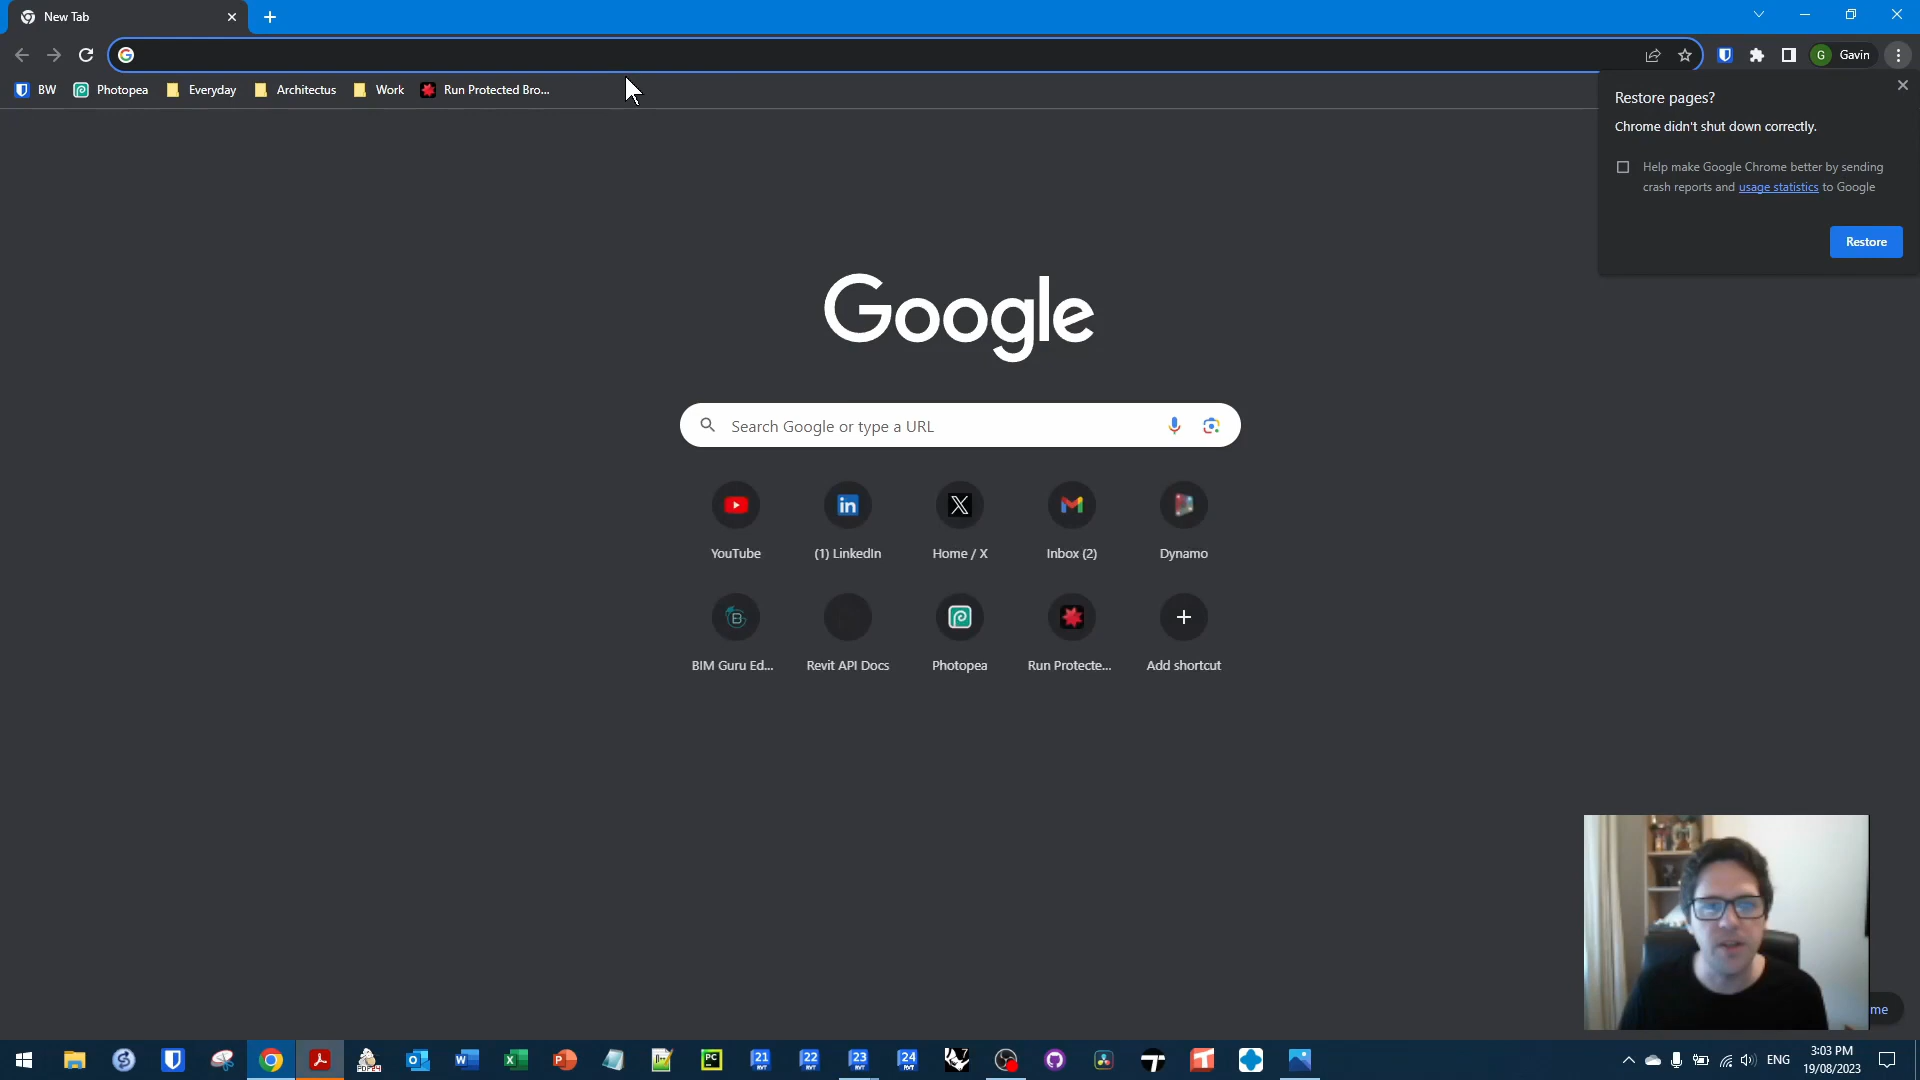 New Tab
Gavin
BW
Photopea
Everyday
Architectus
Work
Run Protected Bro...
Restore pages?
Chrome didn't shut down correctly.
Help make Google Chrome better by sending
crash reports and usage statistics to Google
Restore
Google
Search Google or type a URL
YouTube
(1) LinkedIn
Home / X
Inbox (2)
Dynamo
BIM Guru Ed...
Revit API Docs
Photopea
Run Protecte...
Add shortcut
me
ENG
3:03 PM
19/08/2023